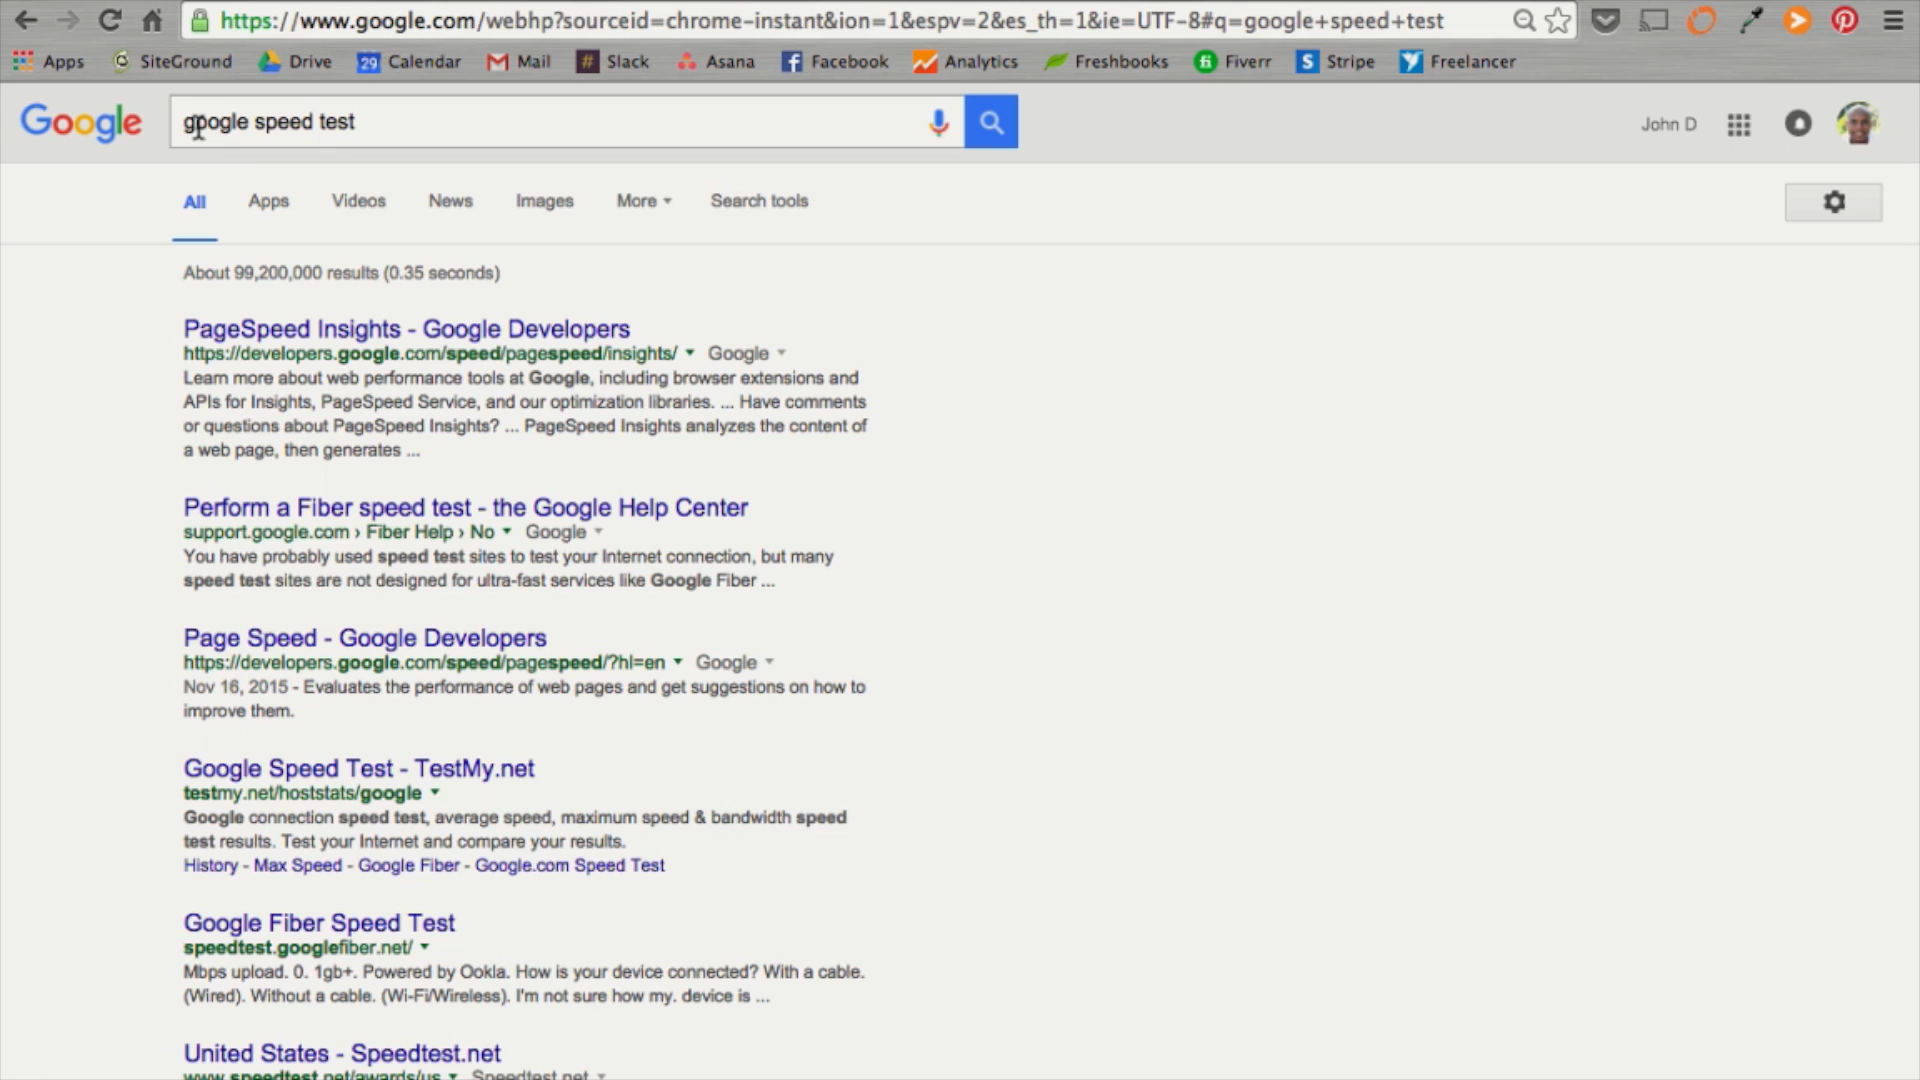 https://www.google.com/webhp?sourceid=chrome-instant&ion=1&espv=2&es_th=1&ie=UTF-8#q=google+speed+test
Apps SiteGround Drive 29 Calendar Mail # Slack Asana Facebook Analytics Freshbooks fi Fiverr S Stripe Freelancer
Google google speed test John D
All Apps Videos News Images More Search tools
About 99,200,000 results (0.35 seconds)
PageSpeed Insights - Google Developers
https://developers.google.com/speed/pagespeed/insights/ Google
Learn more about web performance tools at Google, including browser extensions and
APIs for Insights, PageSpeed Service, and our optimization libraries. ... Have comments
or questions about PageSpeed Insights? ... PageSpeed Insights analyzes the content of
a web page, then generates ...
Perform a Fiber speed test - the Google Help Center
support.google.com › Fiber Help › No Google
You have probably used speed test sites to test your Internet connection, but many
speed test sites are not designed for ultra-fast services like Google Fiber ...
Page Speed - Google Developers
https://developers.google.com/speed/pagespeed/?hl=en Google
Nov 16, 2015 - Evaluates the performance of web pages and get suggestions on how to
improve them.
Google Speed Test - TestMy.net
testmy.net/hoststats/google
Google connection speed test, average speed, maximum speed & bandwidth speed
test results. Test your Internet and compare your results.
History - Max Speed - Google Fiber - Google.com Speed Test
Google Fiber Speed Test
speedtest.googlefiber.net/
Mbps upload. 0. 1gb+. Powered by Ookla. How is your device connected? With a cable.
(Wired). Without a cable. (Wi-Fi/Wireless). I'm not sure how my. device is ...
United States - Speedtest.net
www.speedtest.net/awards/us Speedtest.net